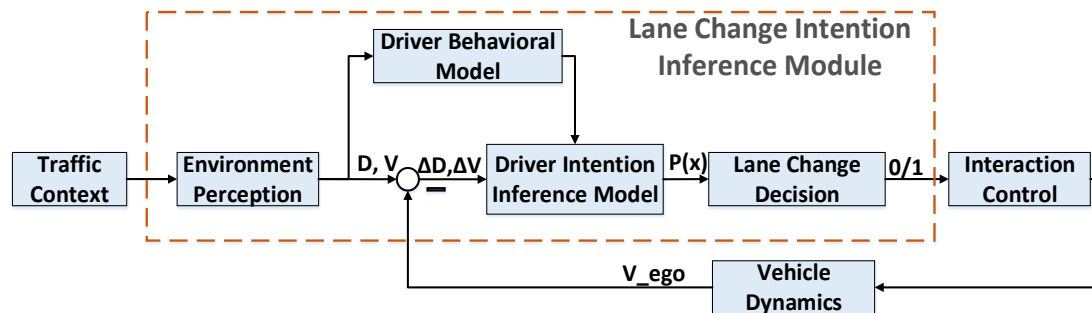 Lane Change Intention
Inference Module
Driver Behavioral
Model
Traffic
Context
Environment
Perception
D, V
ΔD,ΔV
Driver Intention
Inference Model
P(x)
Lane Change
Decision
0/1
Interaction
Control
V_ego
Vehicle
Dynamics